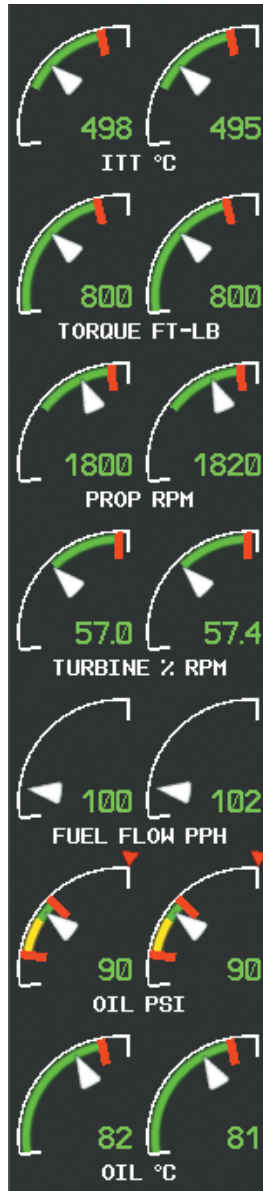 498 495
ITT °C
800 800
TORQUE FT-LB
1800 1820
PROP RPM
57.0 57.4
TURBINE % RPM
100 102
FUEL FLOW PPH
90 90
OIL PSI
82 81
OIL °C